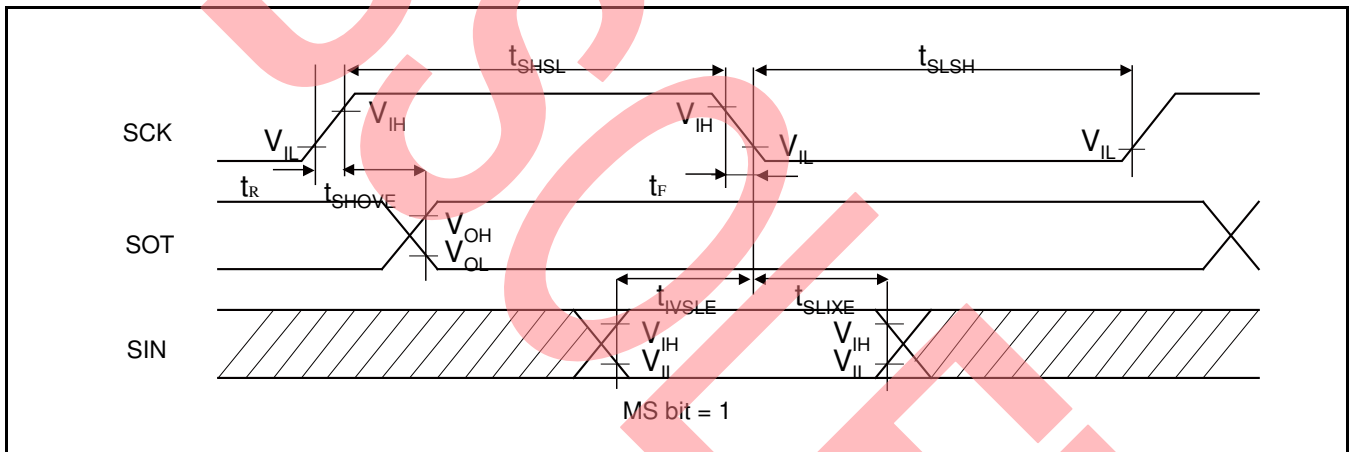 tSHSL
tSLSH
SCK
VIH
VIH
VIL
VIL
VIL
tR
tSHOVE
tF
SOT
VOH
VOL
tIVSLE
tSLIXE
SIN
VIH
VIH
VIL
VIL
MS bit = 1